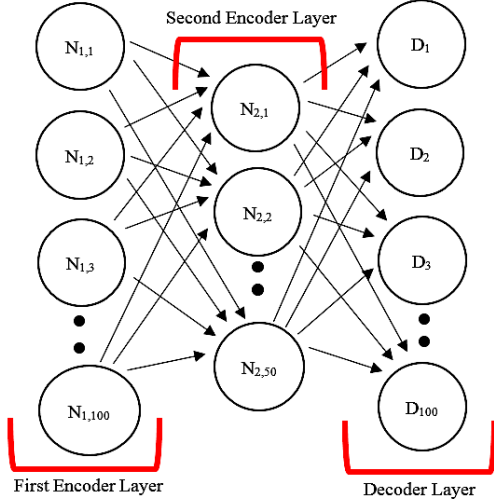 Second Encoder Layer
N1,1
D1
N2,1
N1,2
D2
N2,2
N1,3
D3
N2,50
N1,100
D100
First Encoder Layer
Decoder Layer